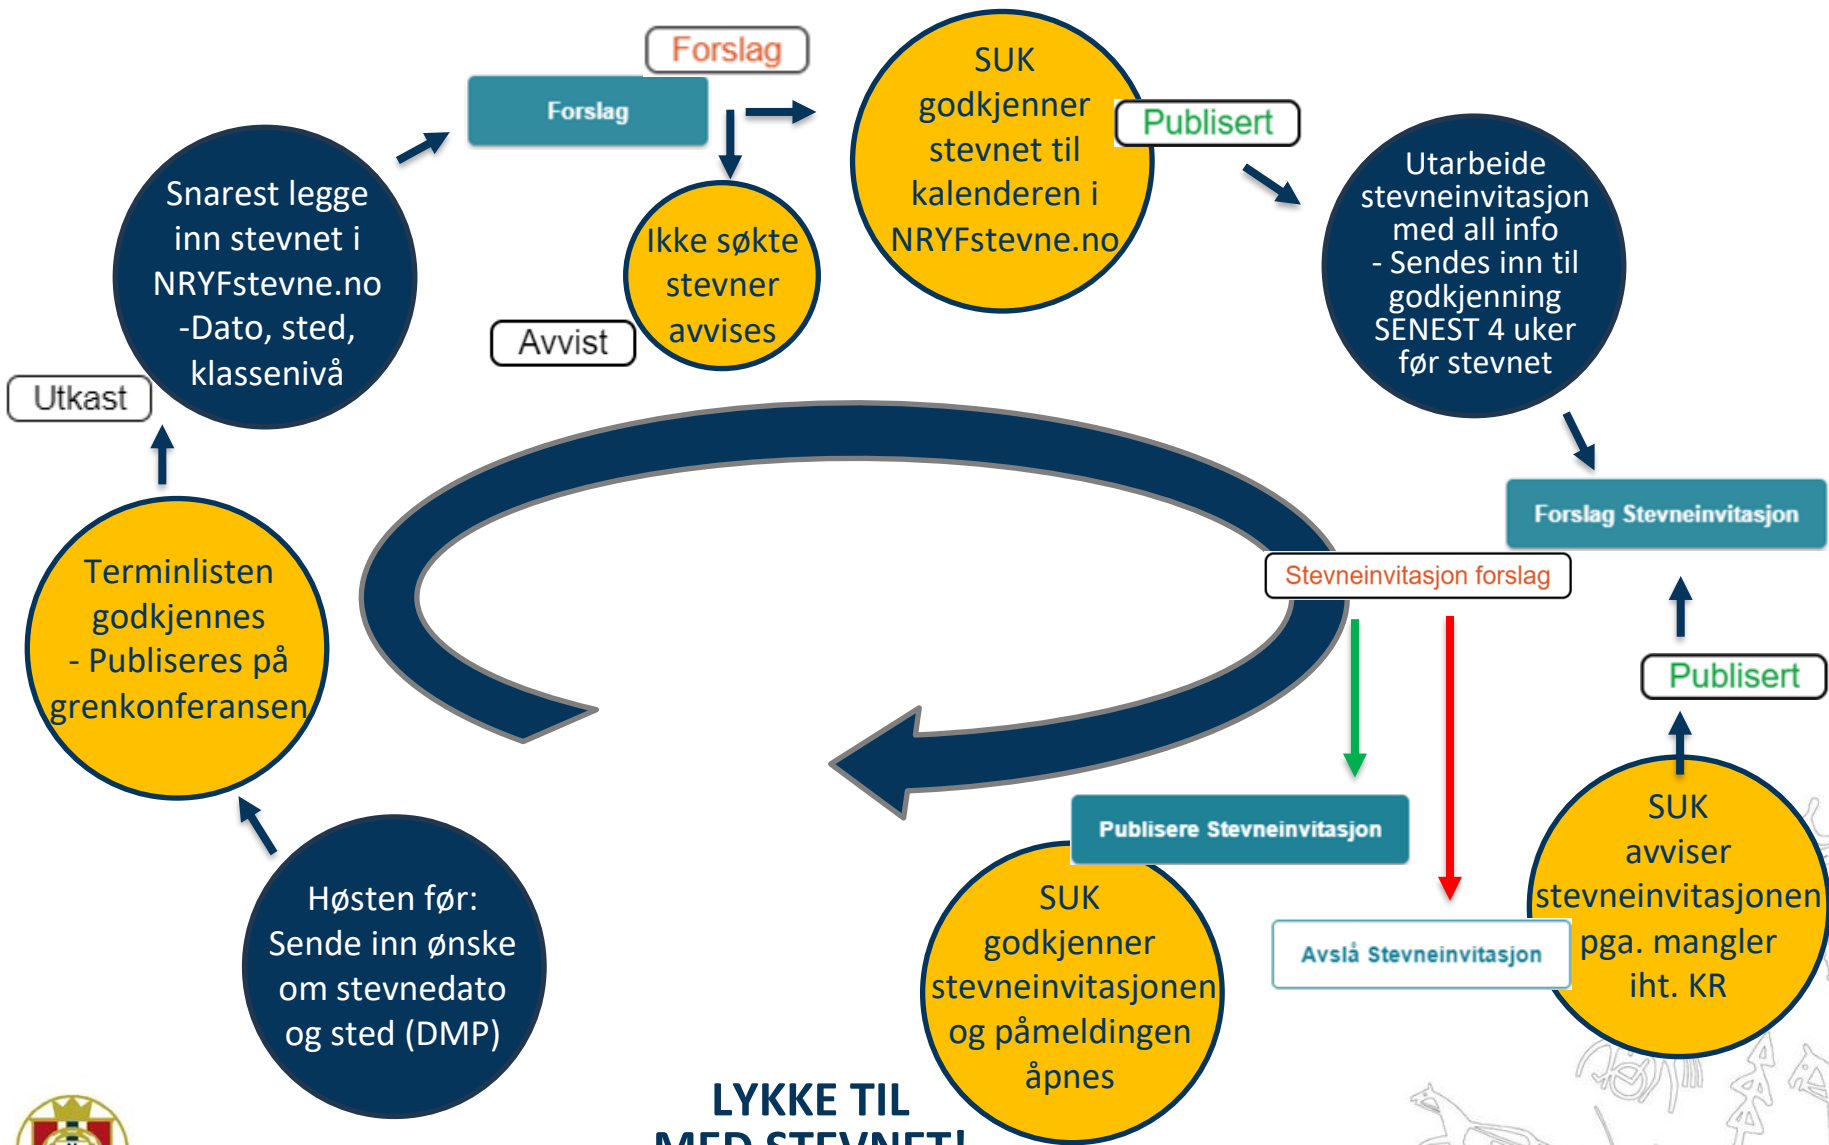 Forslag
Forslag
SUK
godkjenner
stevnet til
kalenderen i
NRYFstevne.no
Publisert
Utarbeide
stevneinvitasjon
med all info
- Sendes inn til
godkjenning
SENEST 4 uker
før stevnet
Snarest legge
inn stevnet i
NRYFstevne.no
-Dato, sted,
klassenivå
Ikke søkte
stevner
avvises
Avvist
Utkast
Terminlisten
godkjennes
- Publiseres på
grenkonferansen
Høsten før:
Sende inn ønske
om stevnedato
og sted (DMP)
Forslag Stevneinvitasjon
Stevneinvitasjon forslag
Publisert
Publisere Stevneinvitasjon
SUK
godkjenner
stevneinvitasjonen
og påmeldingen
åpnes
Avslå Stevneinvitasjon
SUK
avviser
stevneinvitasjonen
pga. mangler
iht. KR
LYKKE TIL
MED STEVNET!